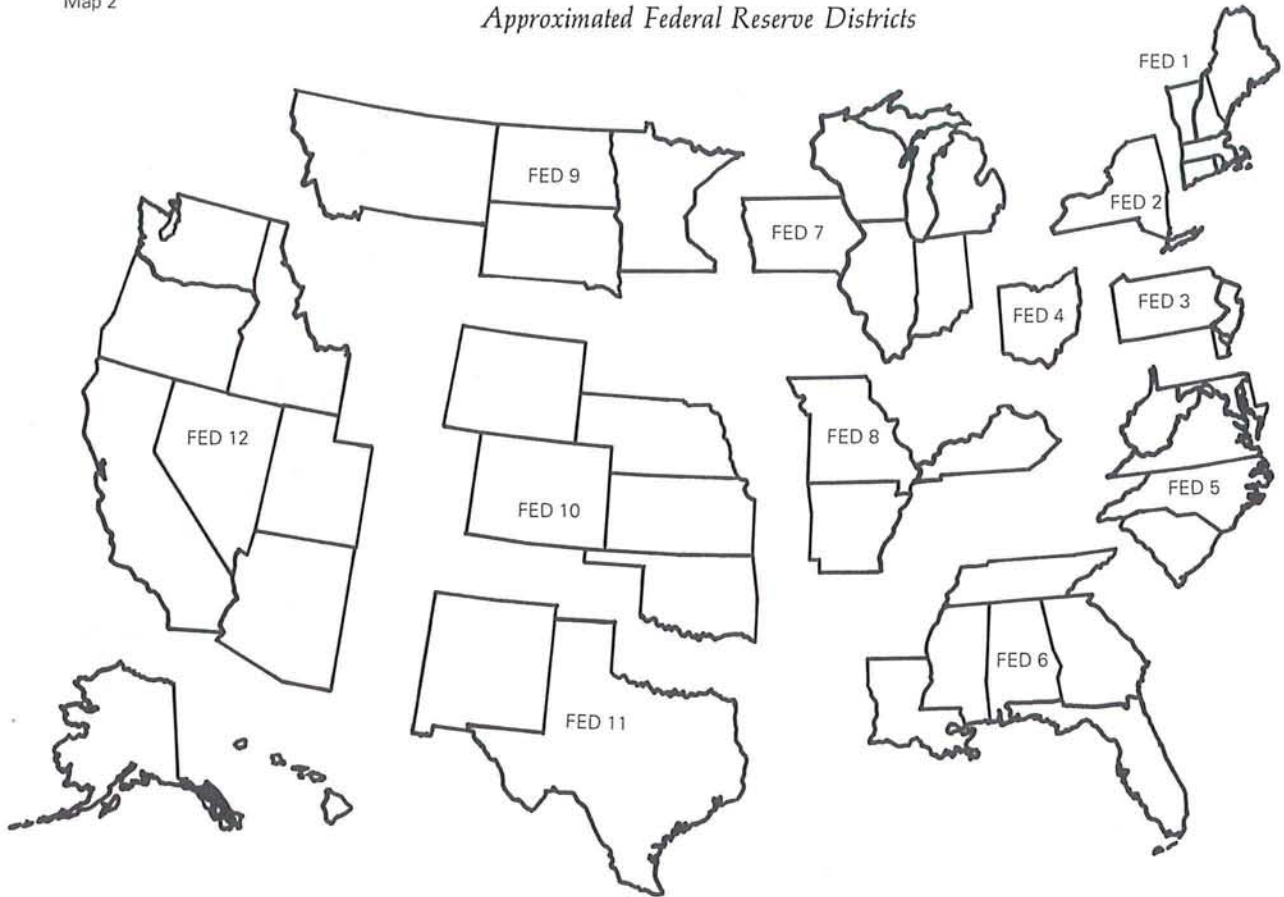 Map 2
Approximated Federal Reserve Districts
FED 1
FED 2
FED 9
FED 7
FED 3
FED 4
FED 12
FED 8
FED 5
FED 10
FED 6
FED 11